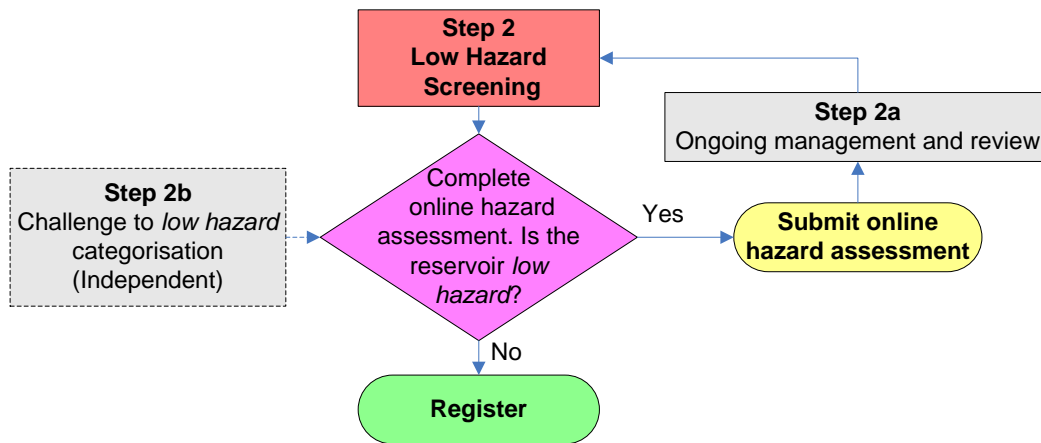 Step 2
Low Hazard
Screening
Step 2a
Ongoing management and review
Step 2b
Challenge to low hazard
categorisation
(Independent)
Complete
online hazard
assessment. Is the
reservoir low
hazard?
Yes
Submit online
hazard assessment
No
Register